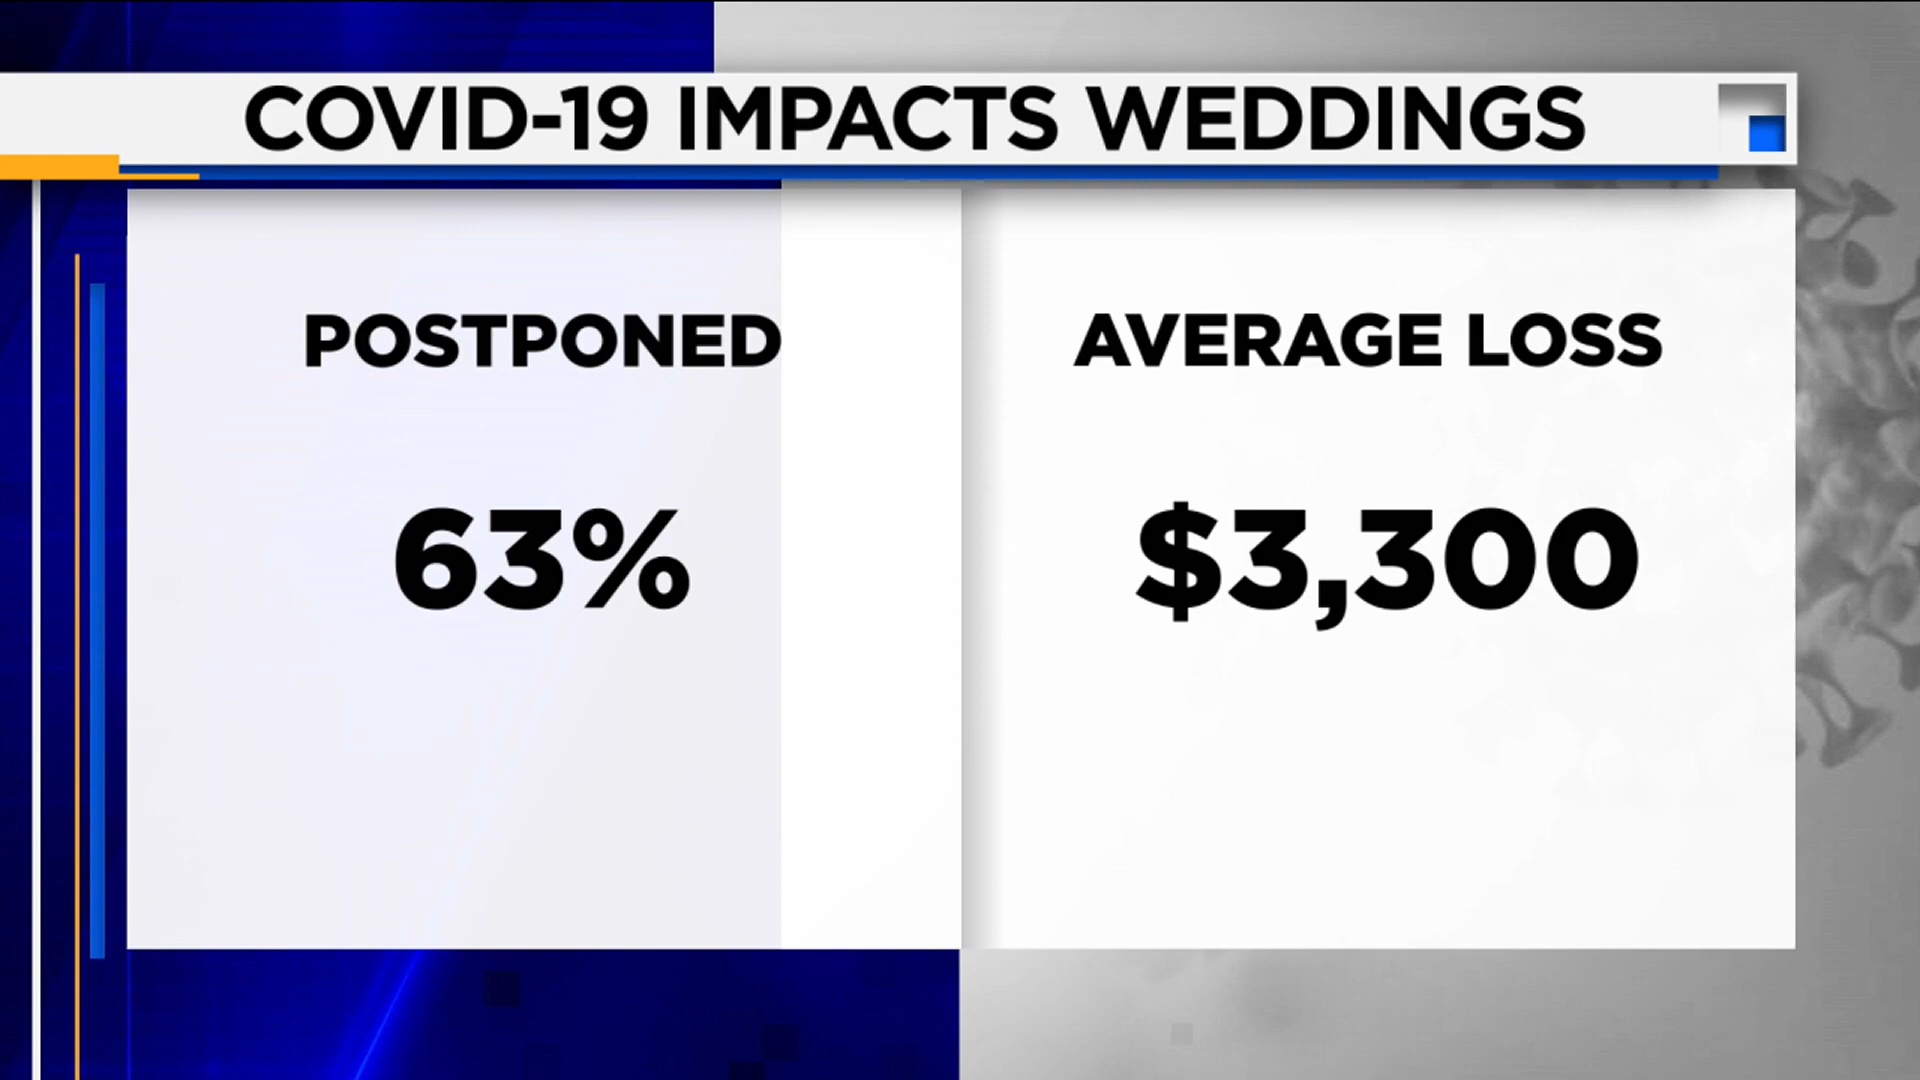 COVID-19 IMPACTS WEDDINGS
POSTPONED
63%
AVERAGE LOSS
$3,300